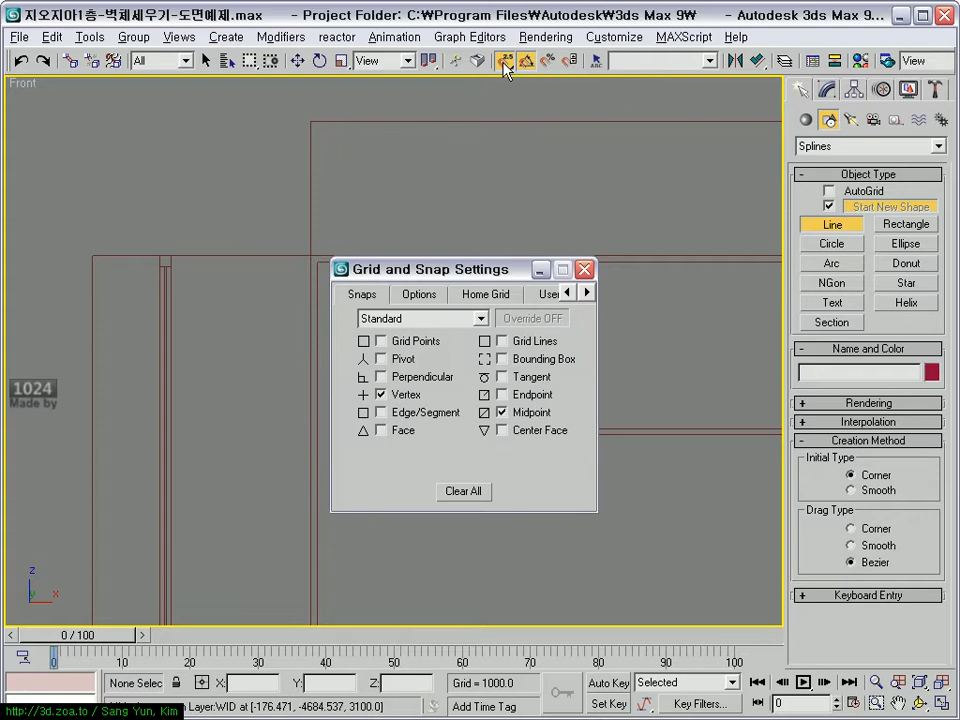 지오지아1층-벽체세우기-도면예제.max - Project Folder: C:₩Program Files₩Autodesk₩3ds Max 9₩ - Autodesk 3ds Max 9...
File Edit Tools Group Views Create Modifiers reactor Animation Graph Editors Rendering Customize MAXScript Help
All View 2.5 View
Front
Splines
- Object Type
AutoGrid
Start New Shape
Line Rectangle
Circle Ellipse
Arc Donut
NGon Star
Text Helix
Section
- Name and Color
+ Rendering
+ Interpolation
- Creation Method
Initial Type
Corner
Smooth
Drag Type
Corner
Smooth
Bezier
+ Keyboard Entry
Grid and Snap Settings
Snaps Options Home Grid User
Standard Override OFF
Grid Points Grid Lines
Pivot Bounding Box
Perpendicular Tangent
Vertex Endpoint
Edge/Segment Midpoint
Face Center Face
Clear All
1024
Made by
z
y x
< 0 / 100 >
0 10 20 30 40 50 60 70 80 90 100
None Selec X: Y: Z: Grid = 1000.0 Auto Key Selected
Layer:WID at [-176.471, -4684.537, 3100.0] Add Time Tag Set Key Key Filters... 0
http://3d.zoa.to / Sang Yun, Kim